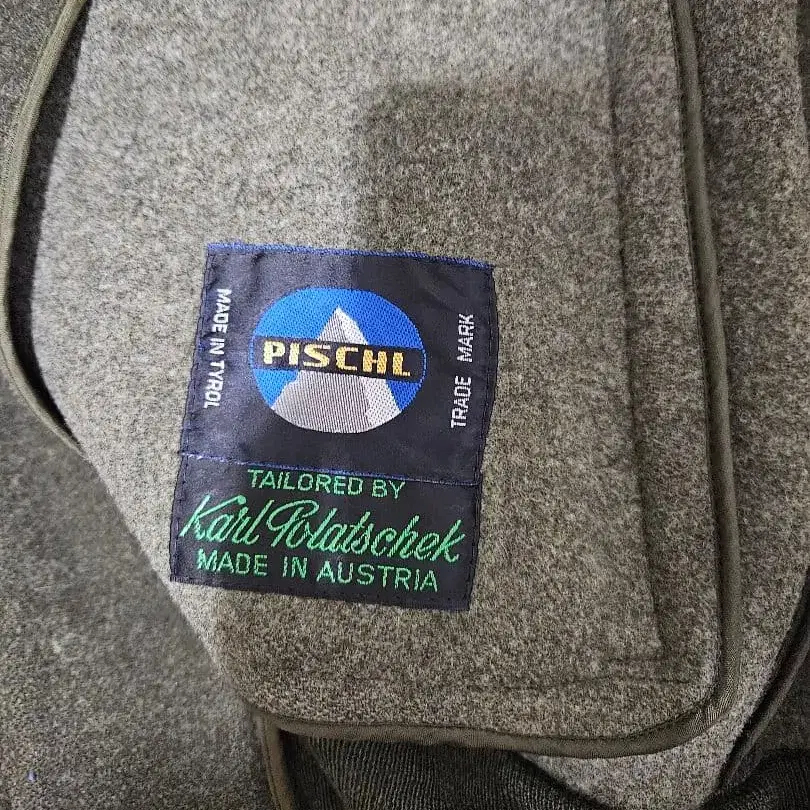 MADE IN TYROL
PISCHL
TRADE MARK
TAILORED BY
Karl Polatschek
MADE IN AUSTRIA